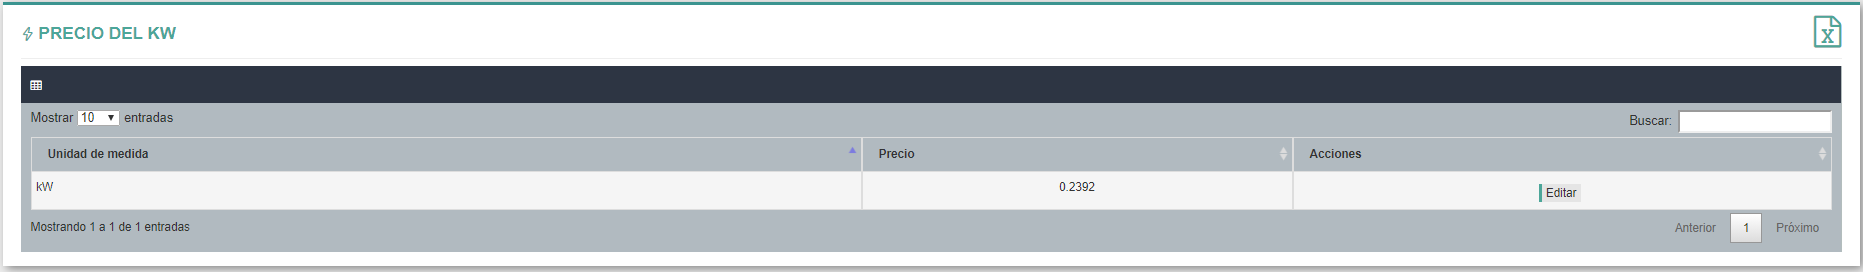 PRECIO DEL KW
Mostrar 10 entradas
Buscar:
Unidad de medida Precio Acciones
kW 0.2392 Editar
Mostrando 1 a 1 de 1 entradas
Anterior 1 Próximo